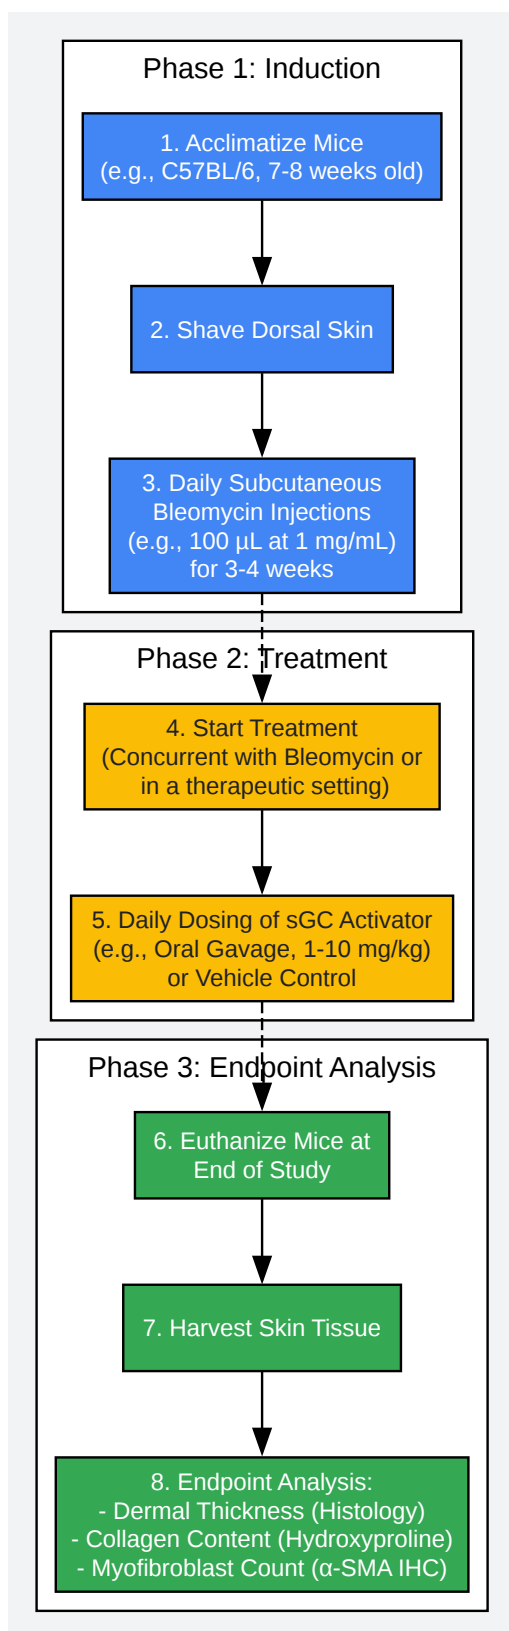 Phase 1: Induction
1. Acclimatize Mice
(e.g., C57BL/6, 7-8 weeks old)
2. Shave Dorsal Skin
3. Daily Subcutaneous
Bleomycin Injections
(e.g., 100 µL at 1 mg/mL)
for 3-4 weeks
Phase 2: Treatment
4. Start Treatment
(Concurrent with Bleomycin or
in a therapeutic setting)
5. Daily Dosing of sGC Activator
(e.g., Oral Gavage, 1-10 mg/kg)
or Vehicle Control
Phase 3: Endpoint Analysis
6. Euthanize Mice at
End of Study
7. Harvest Skin Tissue
8. Endpoint Analysis:
- Dermal Thickness (Histology)
- Collagen Content (Hydroxyproline)
- Myofibroblast Count (α-SMA IHC)